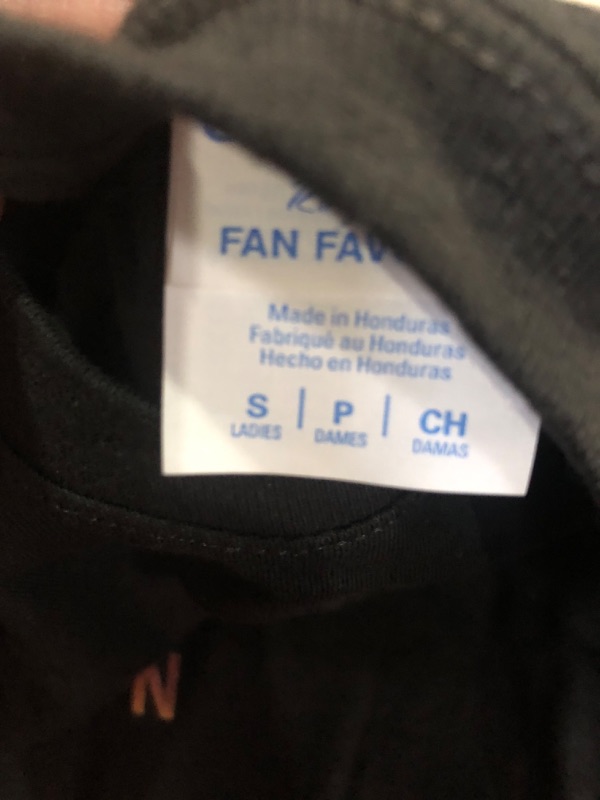 FAN FAV
Made in Honduras
Fabriqué au Honduras
Hecho en Honduras
S | P | CH
LADIES DAMES DAMAS
N